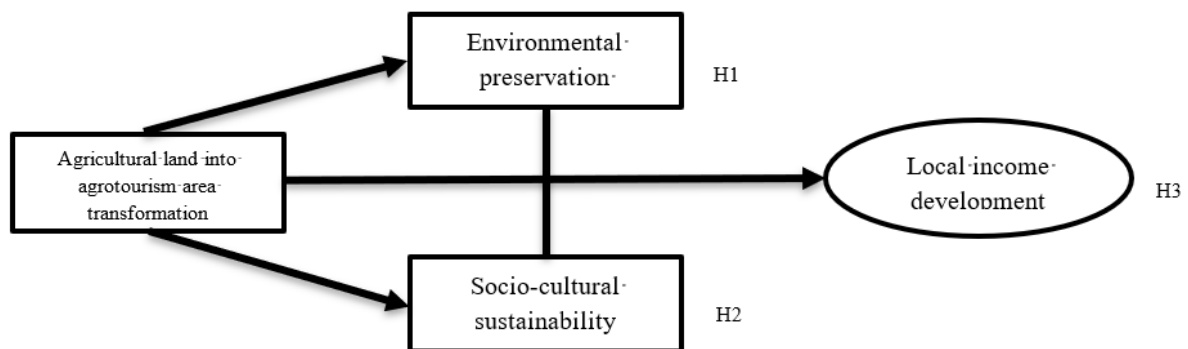 Environmental
preservation
H1
Agricultural land into
agrotourism area
transformation
Local income
development
H3
Socio-cultural
sustainability
H2